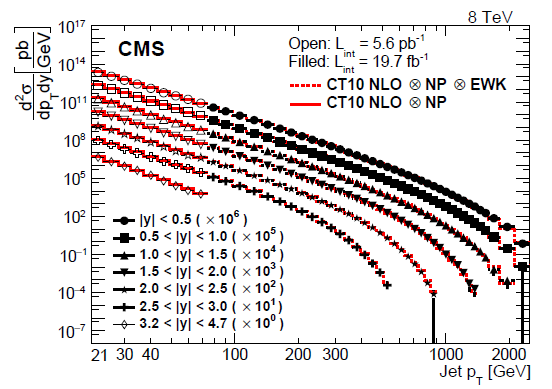 8 TeV
d²σ / dp_T dy [pb / GeV]
10^17
10^14
10^11
10^8
10^5
10^2
10^-1
10^-4
10^-7
CMS
Open: L_int = 5.6 pb^-1
Filled: L_int = 19.7 fb^-1
CT10 NLO ⊗ NP ⊗ EWK
CT10 NLO ⊗ NP
|y| < 0.5 ( × 10^6)
0.5 < |y| < 1.0 ( × 10^5)
1.0 < |y| < 1.5 ( × 10^4)
1.5 < |y| < 2.0 ( × 10^3)
2.0 < |y| < 2.5 ( × 10^2)
2.5 < |y| < 3.0 ( × 10^1)
3.2 < |y| < 4.7 ( × 10^0)
21 30 40 100 200 300 1000 2000
Jet p_T [GeV]